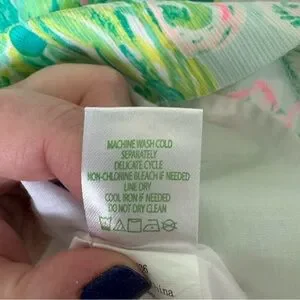 MACHINE WASH COLD
SEPARATELY
DELICATE CYCLE
NON-CHLORINE BLEACH IF NEEDED
LINE DRY
COOL IRON IF NEEDED
DO NOT DRY CLEAN